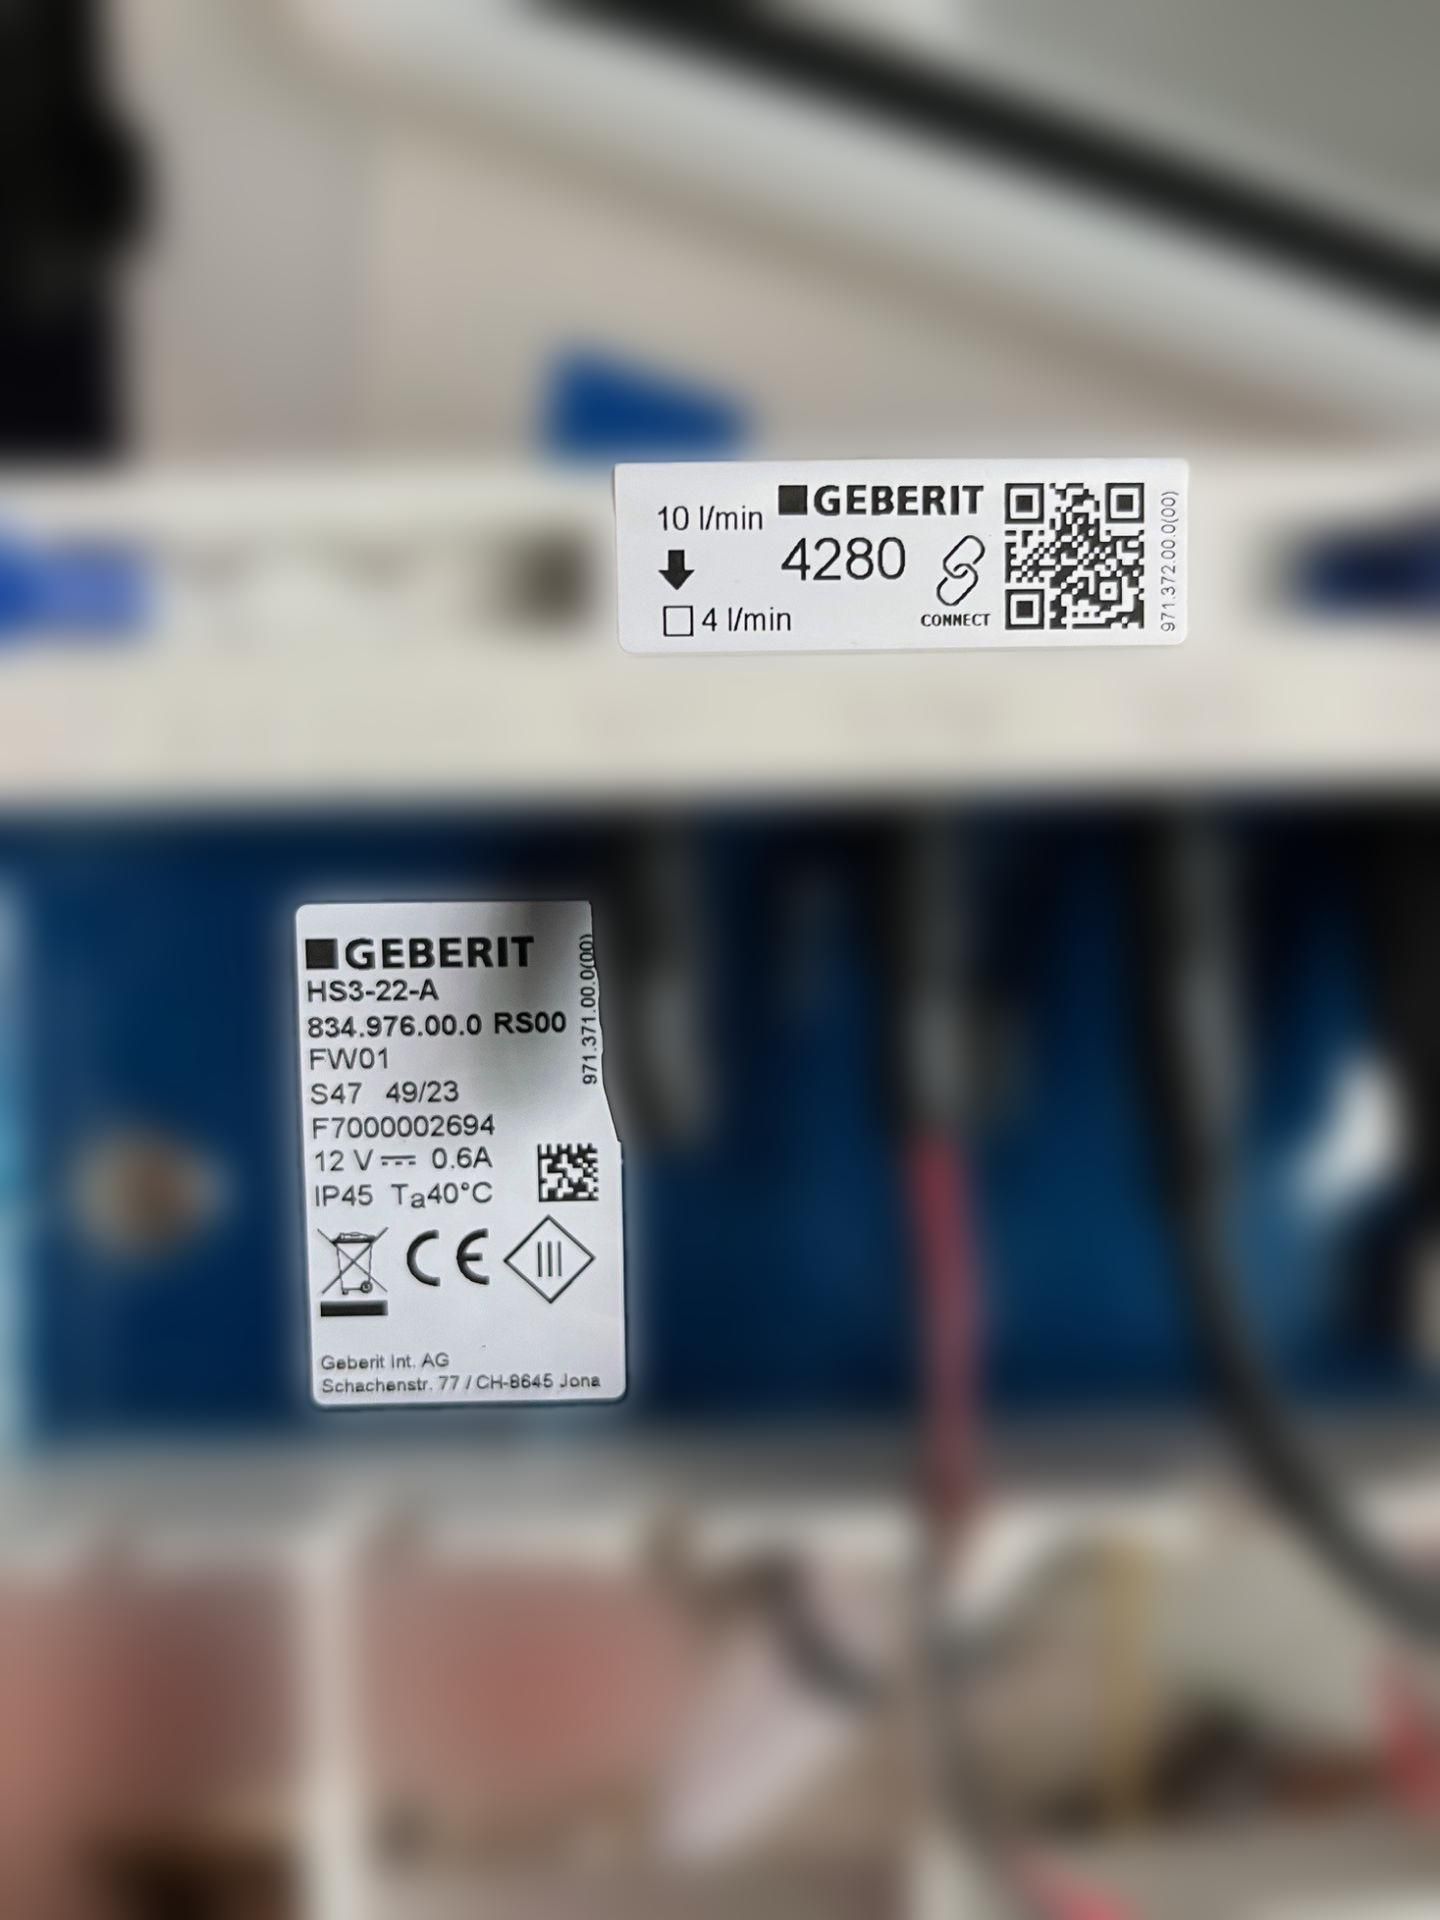 10 l/min
GEBERIT
4280
4 l/min
CONNECT
971.372.00.0(00)
GEBERIT
HS3-22-A
834.976.00.0 RS00
FW01
S47 49/23
F7000002694
12 V⎓ 0.6A
IP45 Ta40°C
CE
Geberit Int. AG
Schachenstr. 77 / CH-8645 Jona
971.371.00.0(00)